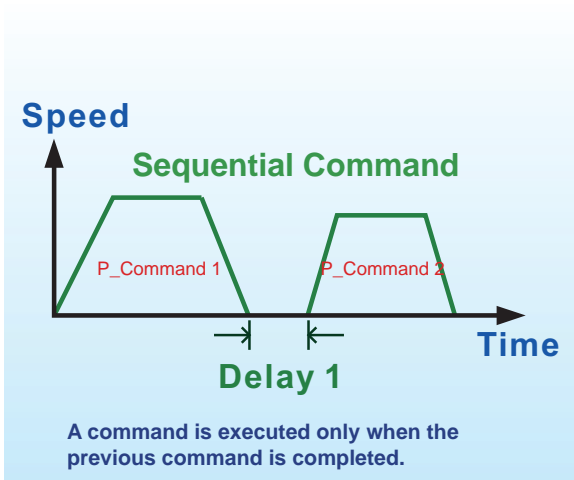 Speed
Sequential Command
P_Command 1
P_Command 2
Time
Delay 1
A command is executed only when the
previous command is completed.